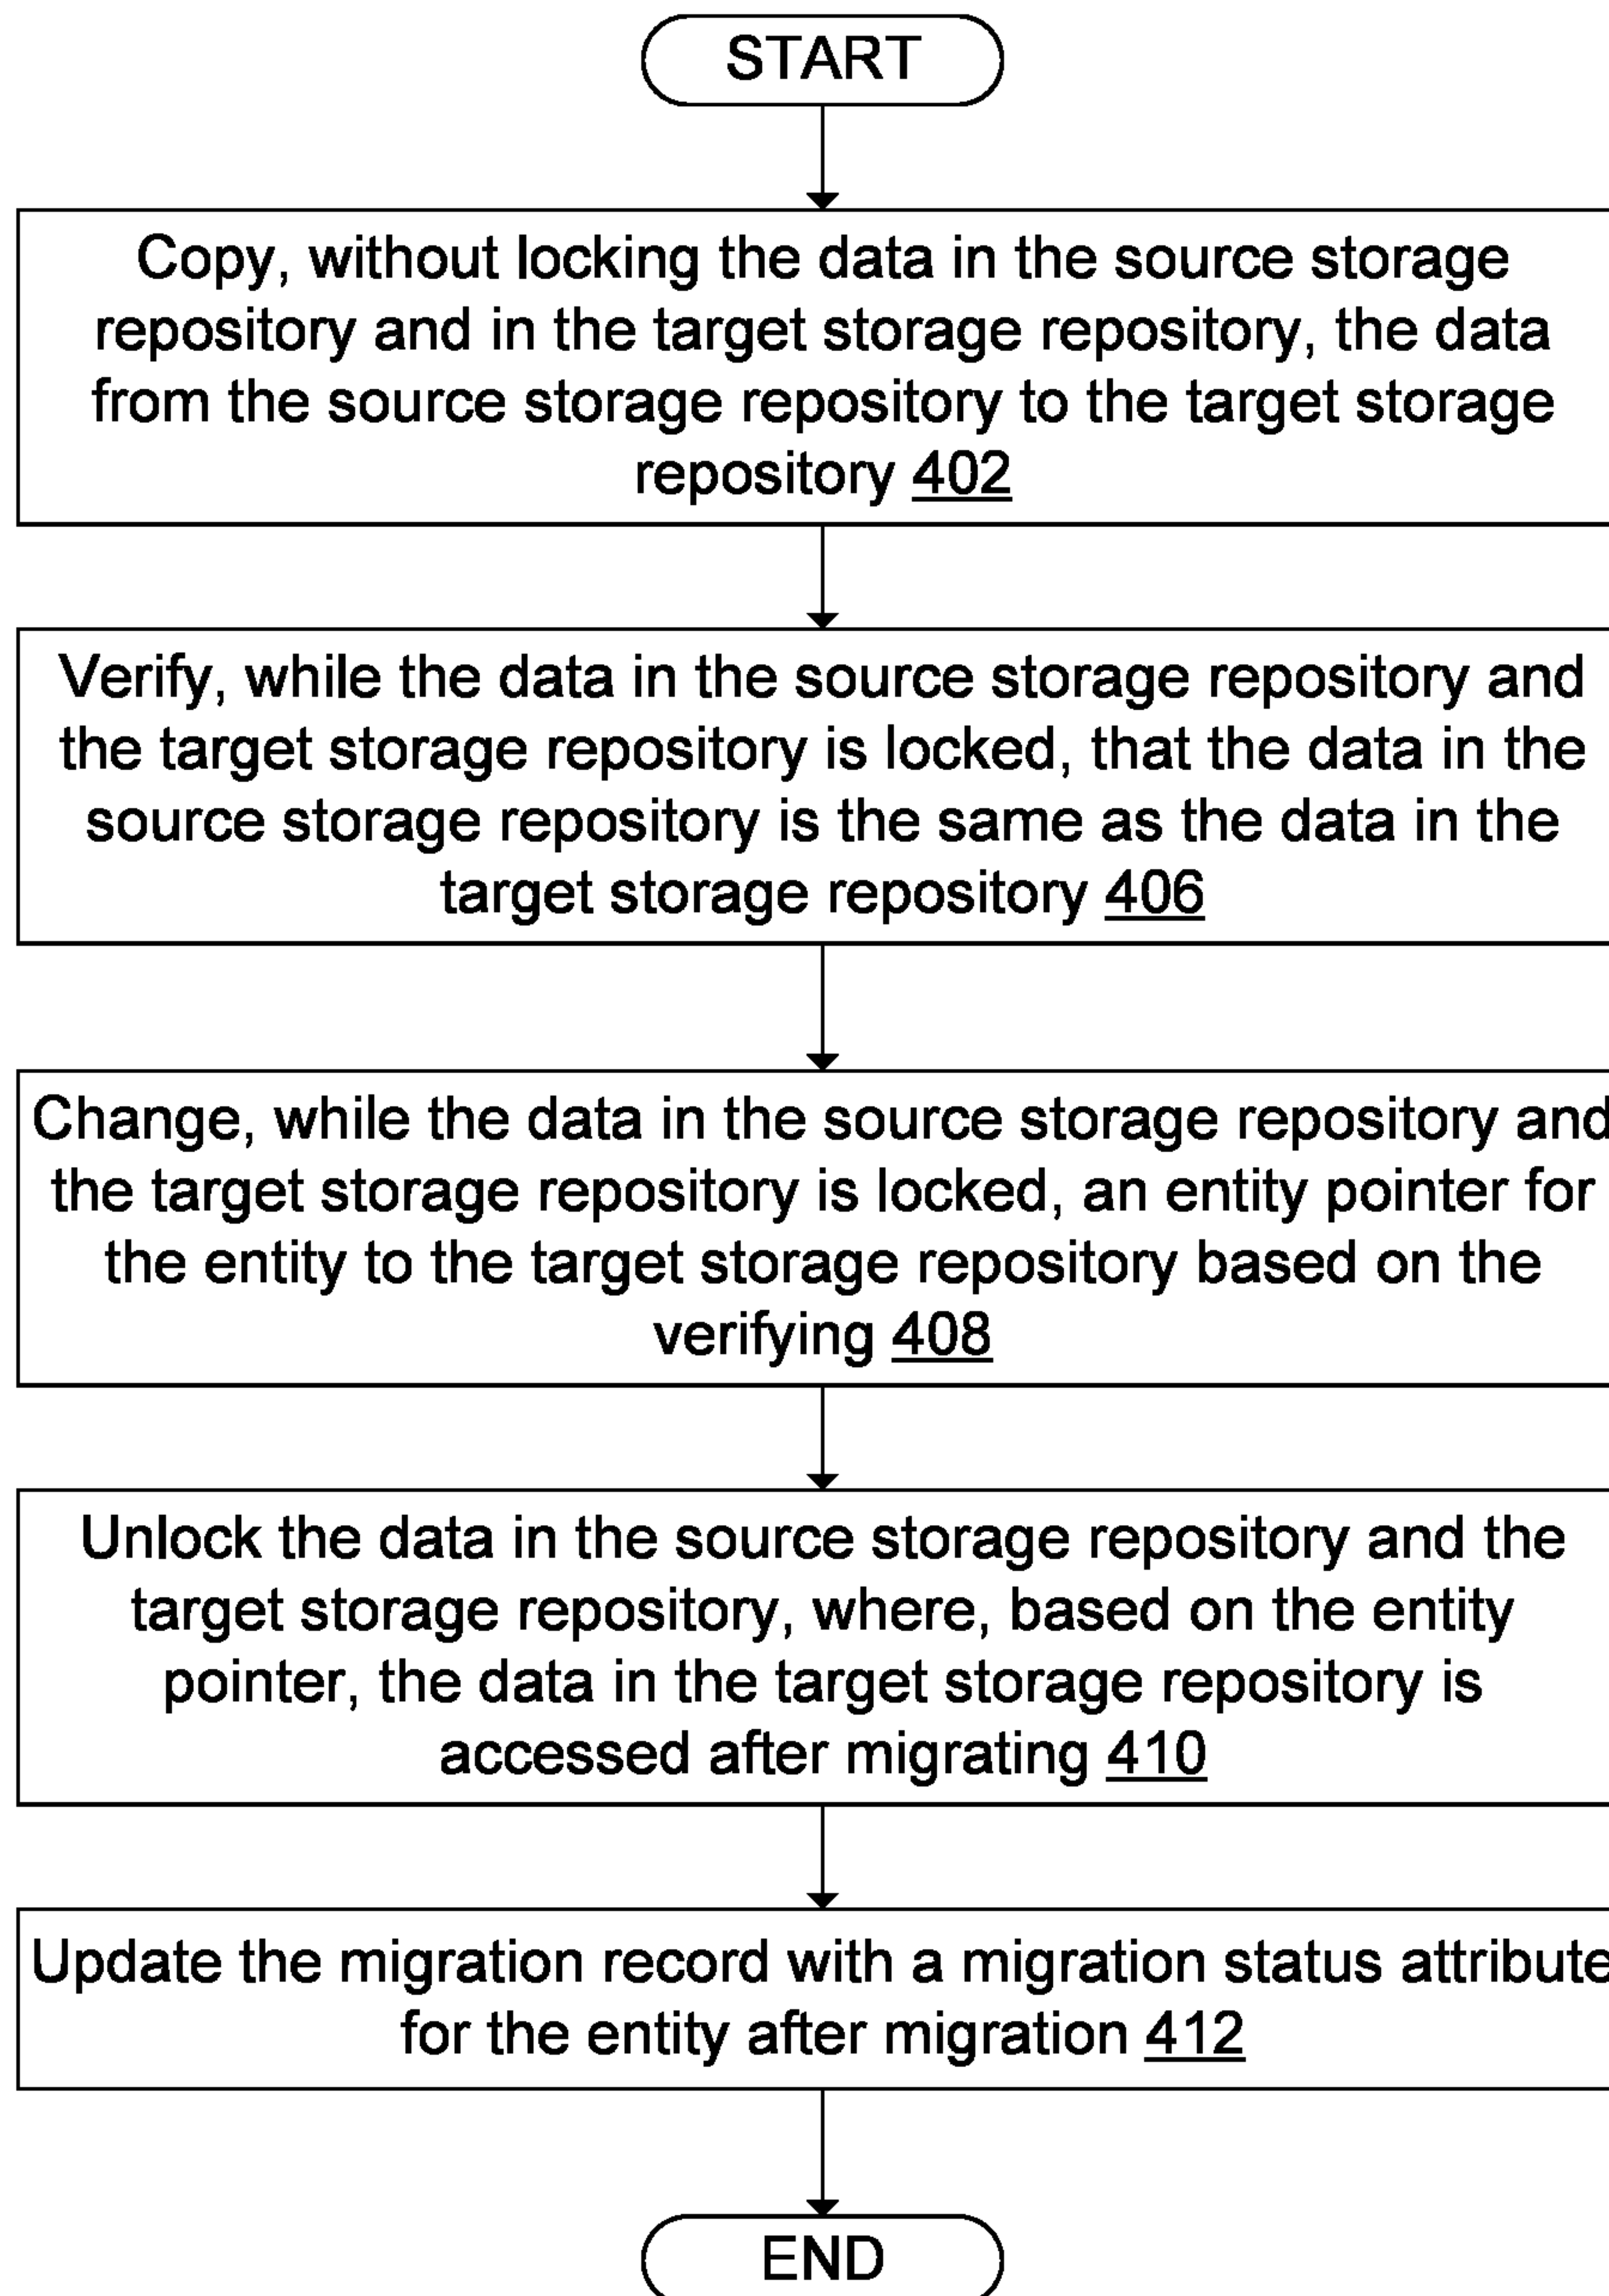 START
Copy, without locking the data in the source storage
repository and in the target storage repository, the data
from the source storage repository to the target storage
repository 402
Verify, while the data in the source storage repository and
the target storage repository is locked, that the data in the
source storage repository is the same as the data in the
target storage repository 406
Change, while the data in the source storage repository and
the target storage repository is locked, an entity pointer for
the entity to the target storage repository based on the
verifying 408
Unlock the data in the source storage repository and the
target storage repository, where, based on the entity
pointer, the data in the target storage repository is
accessed after migrating 410
Update the migration record with a migration status attribute
for the entity after migration 412
END